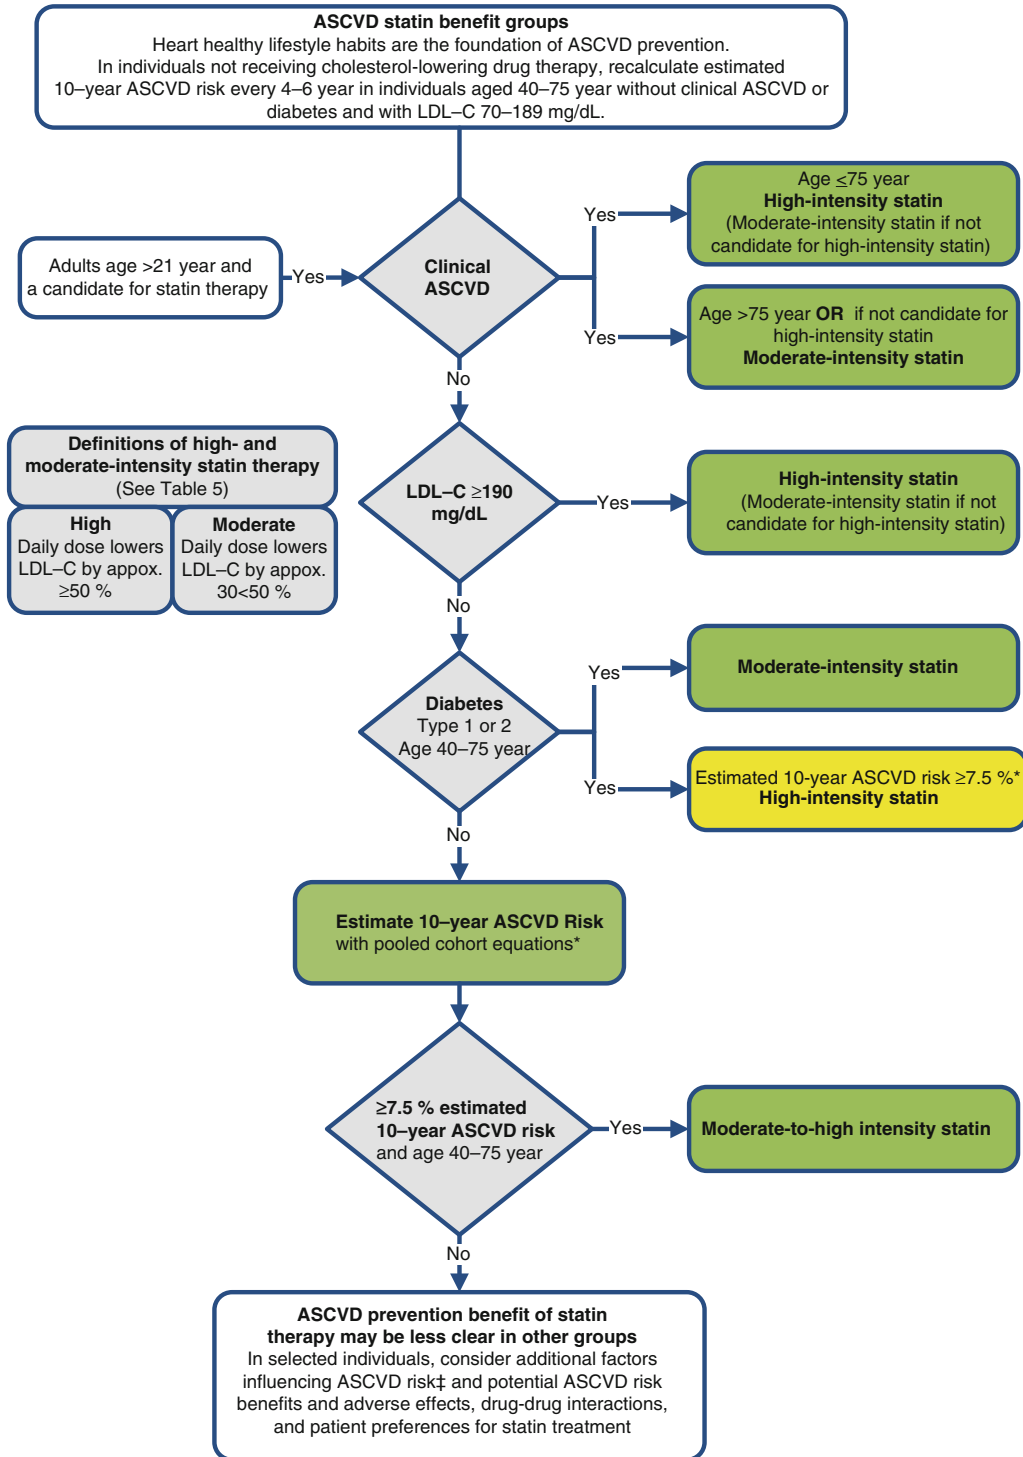 ASCVD statin benefit groups
Heart healthy lifestyle habits are the foundation of ASCVD prevention.
In individuals not receiving cholesterol-lowering drug therapy, recalculate estimated
10–year ASCVD risk every 4–6 year in individuals aged 40–75 year without clinical ASCVD or
diabetes and with LDL–C 70–189 mg/dL.
Adults age >21 year and
a candidate for statin therapy
Yes
Clinical
ASCVD
Yes
Age ≤75 year
High-intensity statin
(Moderate-intensity statin if not
candidate for high-intensity statin)
Yes
Age >75 year OR if not candidate for
high-intensity statin
Moderate-intensity statin
No
Definitions of high- and
moderate-intensity statin therapy
(See Table 5)
High
Daily dose lowers
LDL–C by appox.
≥50 %
Moderate
Daily dose lowers
LDL–C by appox.
30<50 %
LDL–C ≥190
mg/dL
Yes
High-intensity statin
(Moderate-intensity statin if not
candidate for high-intensity statin)
No
Diabetes
Type 1 or 2
Age 40–75 year
Yes
Moderate-intensity statin
Yes
Estimated 10-year ASCVD risk ≥7.5 %*
High-intensity statin
No
Estimate 10–year ASCVD Risk
with pooled cohort equations*
≥7.5 % estimated
10–year ASCVD risk
and age 40–75 year
Yes
Moderate-to-high intensity statin
No
ASCVD prevention benefit of statin
therapy may be less clear in other groups
In selected individuals, consider additional factors
influencing ASCVD risk‡ and potential ASCVD risk
benefits and adverse effects, drug-drug interactions,
and patient preferences for statin treatment